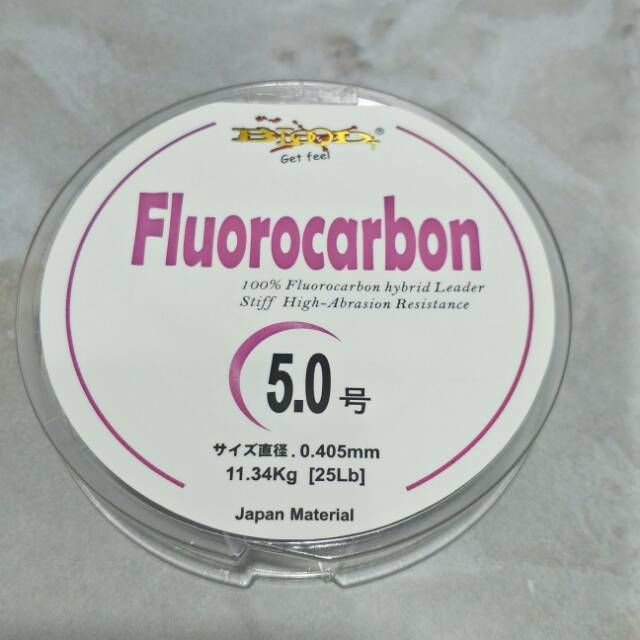 BLOOD®
Get feel
Fluorocarbon
100% Fluorocarbon hybrid Leader
Stiff High-Abrasion Resistance
5.0号
サイズ直径.0.405mm
11.34Kg [25Lb]
Japan Material